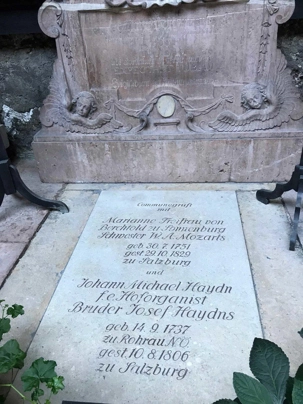 Communegruft
mit
Marianne Freifrau von
Berchtold zu Sonnenburg
Schwester W. A. Mozarts
geb. 30. 7. 1751
gest. 29. 10. 1829
zu Salzburg
und
Johann Michael Haydn
f.e. Hoforganist
Bruder Josef Haydns
geb. 14. 9. 1737
zu Rohrau N.Ö.
gest. 10. 8. 1806
zu Salzburg